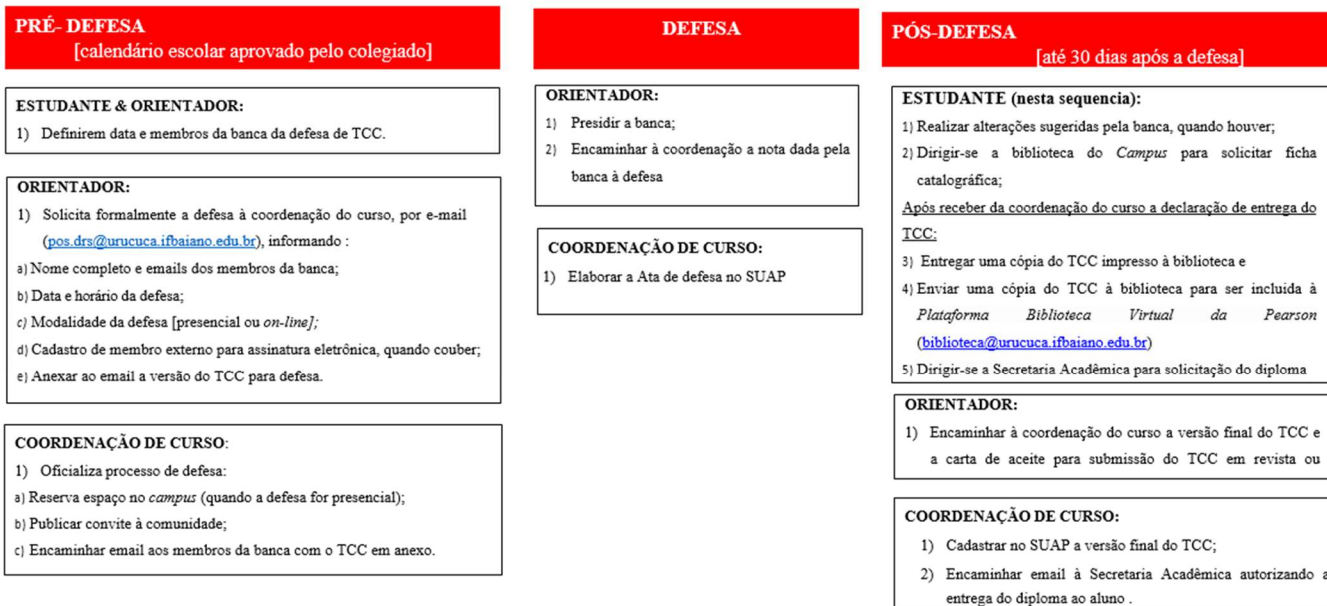 PRÉ- DEFESA
[calendário escolar aprovado pelo colegiado]
ESTUDANTE & ORIENTADOR:
1) Definirem data e membros da banca da defesa de TCC.
ORIENTADOR:
1) Solicita formalmente a defesa à coordenação do curso, por e-mail
(pos.drs@urucuca.ifbaiano.edu.br), informando :
a) Nome completo e emails dos membros da banca;
b) Data e horário da defesa;
c) Modalidade da defesa [presencial ou on-line];
d) Cadastro de membro externo para assinatura eletrônica, quando couber;
e) Anexar ao email a versão do TCC para defesa.
COORDENAÇÃO DE CURSO:
1) Oficializa processo de defesa:
a) Reserva espaço no campus (quando a defesa for presencial);
b) Publicar convite à comunidade;
c) Encaminhar email aos membros da banca com o TCC em anexo.
DEFESA
ORIENTADOR:
1) Presidir a banca;
2) Encaminhar à coordenação a nota dada pela
banca à defesa
COORDENAÇÃO DE CURSO:
1) Elaborar a Ata de defesa no SUAP
PÓS-DEFESA
[até 30 dias após a defesa]
ESTUDANTE (nesta sequencia):
1) Realizar alterações sugeridas pela banca, quando houver;
2) Dirigir-se a biblioteca do Campus para solicitar ficha
catalográfica;
Após receber da coordenação do curso a declaração de entrega do
TCC:
3) Entregar uma cópia do TCC impresso à biblioteca e
4) Enviar uma cópia do TCC à biblioteca para ser incluida à
Plataforma Biblioteca Virtual da Pearson
(biblioteca@urucuca.ifbaiano.edu.br)
5) Dirigir-se a Secretaria Acadêmica para solicitação do diploma
ORIENTADOR:
1) Encaminhar à coordenação do curso a versão final do TCC e
a carta de aceite para submissão do TCC em revista ou
COORDENAÇÃO DE CURSO:
1) Cadastrar no SUAP a versão final do TCC;
2) Encaminhar email à Secretaria Acadêmica autorizando a
entrega do diploma ao aluno .